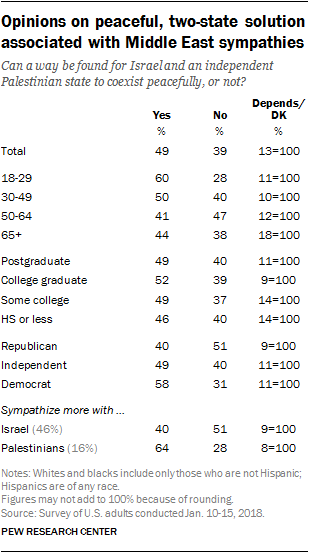 Opinions on peaceful, two-state solution
associated with Middle East sympathies
Can a way be found for Israel and an independent
Palestinian state to coexist peacefully, or not?
Yes No Depends/DK
% % %
Total 49 39 13=100
18-29 60 28 11=100
30-49 50 40 10=100
50-64 41 47 12=100
65+ 44 38 18=100
Postgraduate 49 40 11=100
College graduate 52 39 9=100
Some college 49 37 14=100
HS or less 46 40 14=100
Republican 40 51 9=100
Independent 49 40 11=100
Democrat 58 31 11=100
Sympathize more with ...
Israel (46%) 40 51 9=100
Palestinians (16%) 64 28 8=100
Notes: Whites and blacks include only those who are not Hispanic;
Hispanics are of any race.
Figures may not add to 100% because of rounding.
Source: Survey of U.S. adults conducted Jan. 10-15, 2018.
PEW RESEARCH CENTER